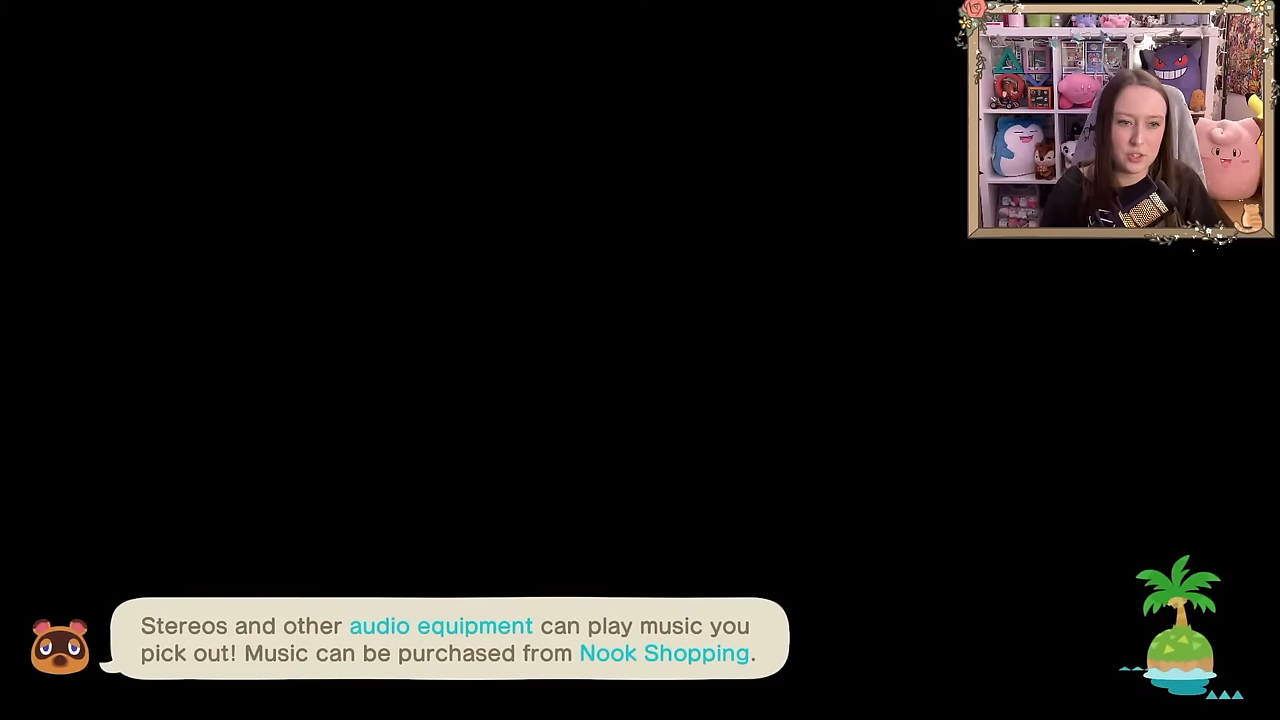 Stereos and other audio equipment can play music you
pick out! Music can be purchased from Nook Shopping.